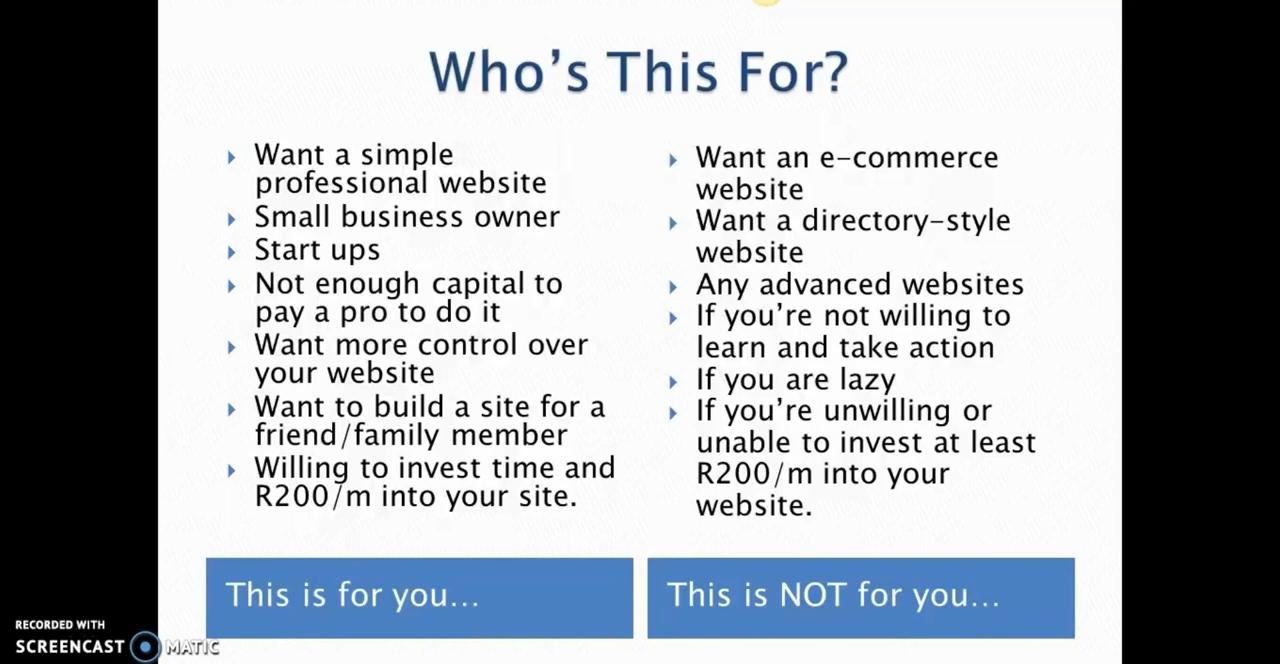 Who's This For?
Want a simple
professional website
Small business owner
Start ups
Not enough capital to
pay a pro to do it
Want more control over
your website
Want to build a site for a
friend/family member
Willing to invest time and
R200/m into your site.
This is for you...
Want an e-commerce
website
Want a directory-style
website
Any advanced websites
If you're not willing to
learn and take action
If you are lazy
If you're unwilling or
unable to invest at least
R200/m into your
website.
This is NOT for you...
RECORDED WITH
SCREENCAST MATIC